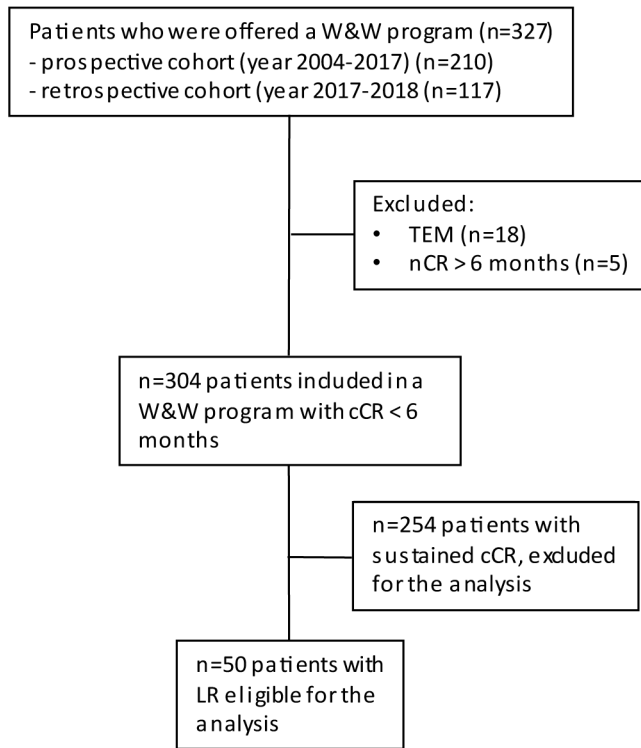 Patients who were offered a W&W program (n=327)
- prospective cohort (year 2004-2017) (n=210)
- retrospective cohort (year 2017-2018 (n=117)
Excluded:
• TEM (n=18)
• nCR > 6 months (n=5)
n=304 patients included in a
W&W program with cCR < 6
months
n=254 patients with
sustained cCR, exduded
for the analysis
n=50 patients with
LR eligible for the
analysis